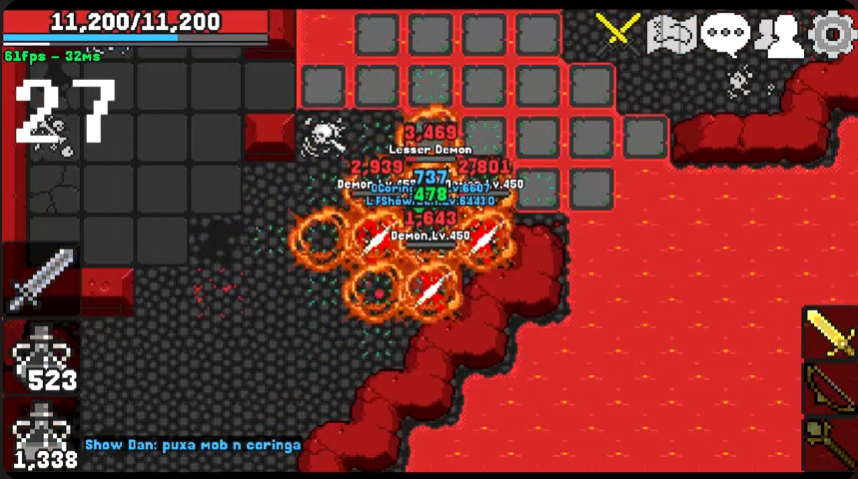 11,200/11,200
61fps - 32ms
27
3,469
Lesser Demon
2,939
2,801
737
478
1,643
Demon,Lv.450
523
1,338
Show Dan: puxa mob n coringa